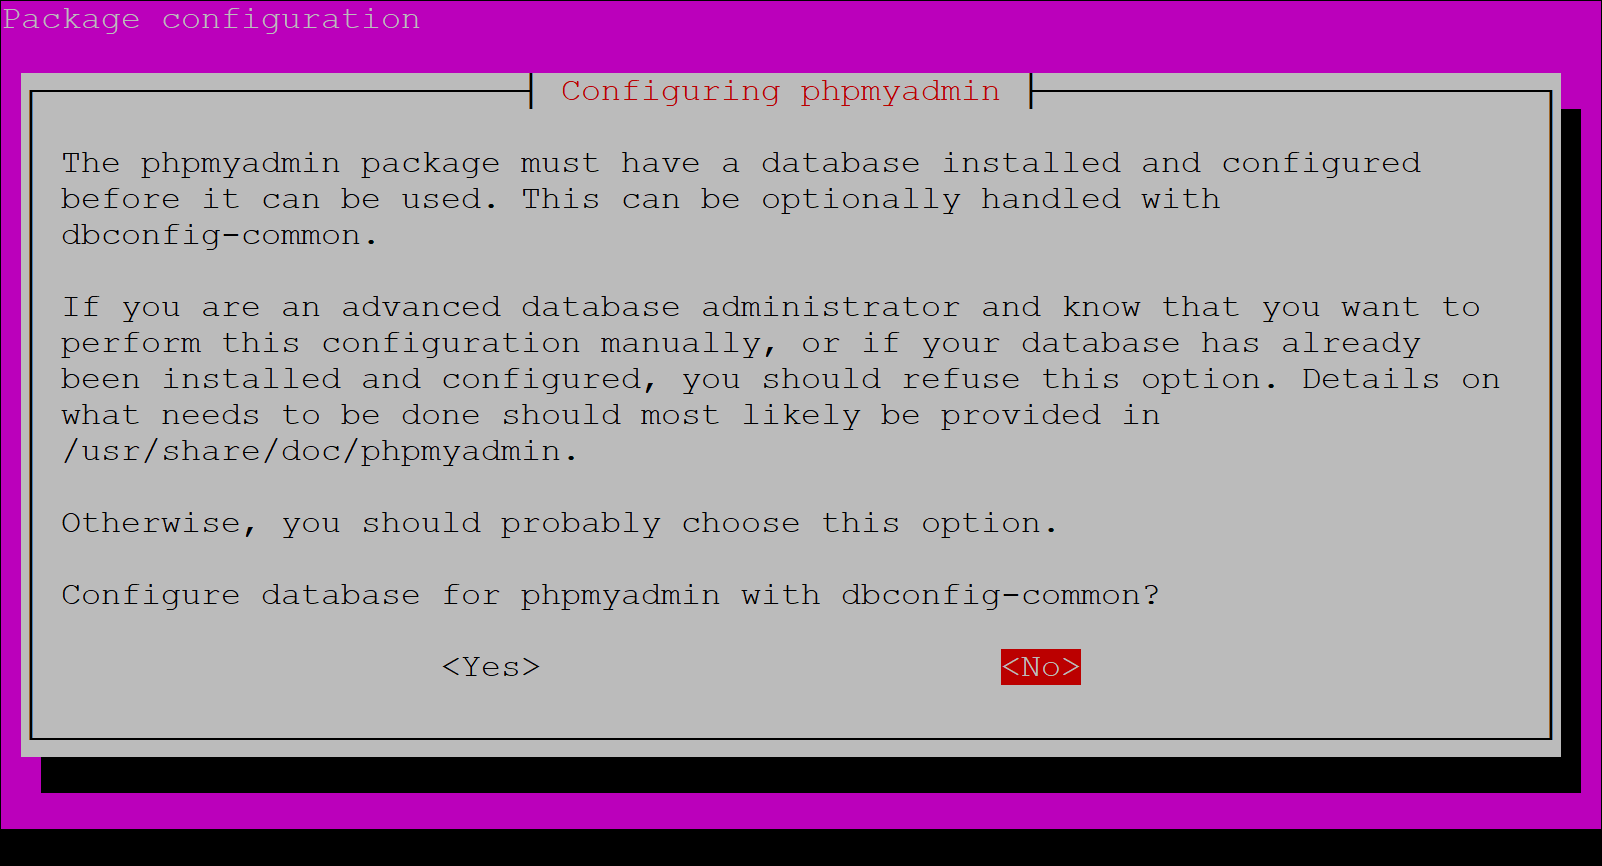 Package configuration
Configuring phpmyadmin
The phpmyadmin package must have a database installed and configured
before it can be used. This can be optionally handled with
dbconfig-common.
If you are an advanced database administrator and know that you want to
perform this configuration manually, or if your database has already
been installed and configured, you should refuse this option. Details on
what needs to be done should most likely be provided in
/usr/share/doc/phpmyadmin.
Otherwise, you should probably choose this option.
Configure database for phpmyadmin with dbconfig-common?
<Yes> <No>